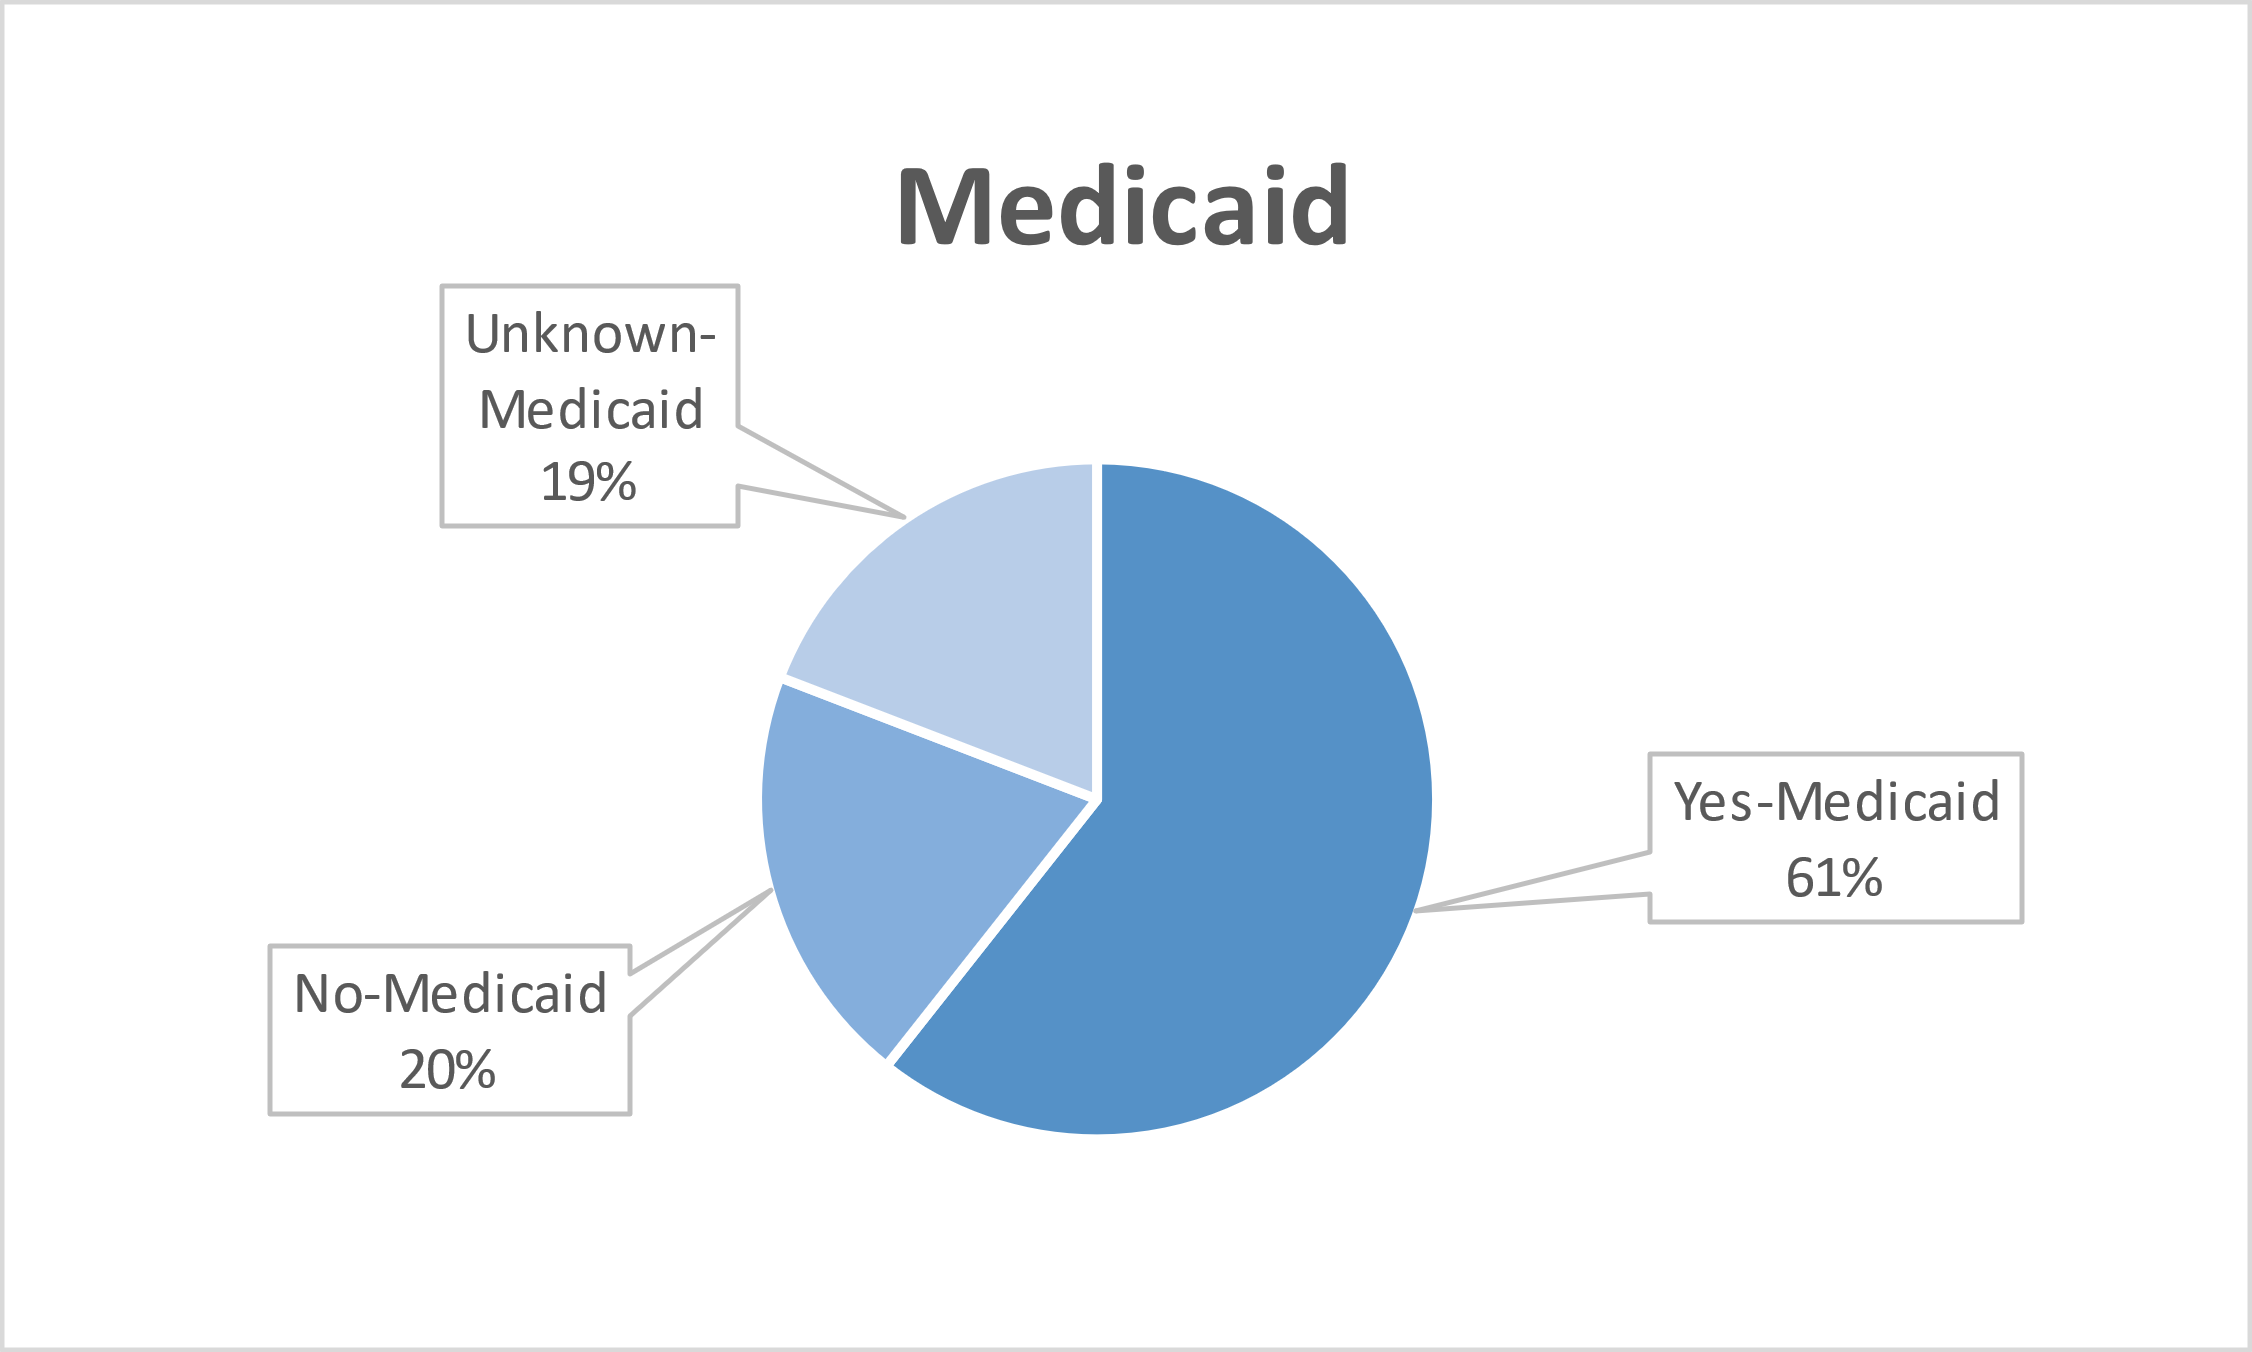 Medicaid
Unknown-
Medicaid
19%
Yes-Medicaid
61%
No-Medicaid
20%